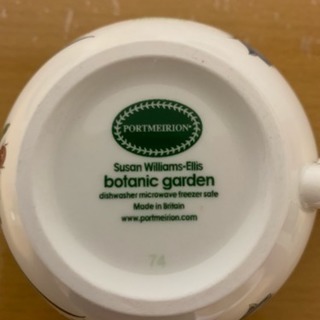 PORTMEIRION
Susan Williams-Ellis
botanic garden
dishwasher microwave freezer safe
Made in Britain
www.portmeirion.com
74